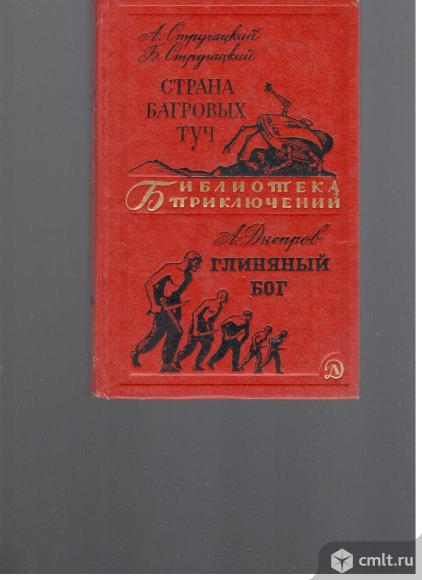 А. Стругацкий
Б. Стругацкий
СТРАНА
БАГРОВЫХ
ТУЧ
БИБЛИОТЕКА
ПРИКЛЮЧЕНИЙ
А. Днепров
ГЛИНЯНЫЙ
БОГ
Д
cmlt.ru